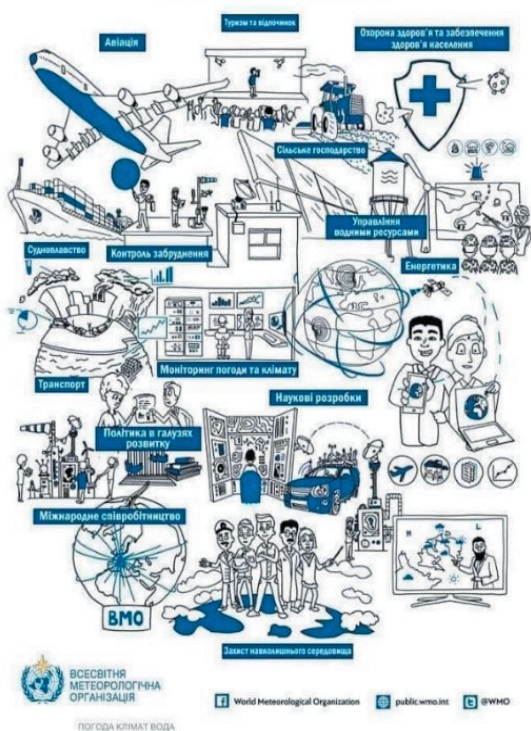 Туризм та відпочинок
Авіація
Охорона здоров'я та забезпечення
здоров'я населення
Сільське господарство
Управління
водними ресурсами
Судноплавство
Контроль забруднення
Енергетика
Моніторинг погоди та клімату
Транспорт
Наукові розробки
Політика в галузях
розвитку
Міжнародне співробітництво
H
L
ВМО
Захист навколишнього середовища
ВСЕСВІТНЯ
МЕТЕОРОЛОГІЧНА
ОРГАНІЗАЦІЯ
World Meteorological Organization
public.wmo.int
@WMO
ПОГОДА КЛІМАТ ВОДА